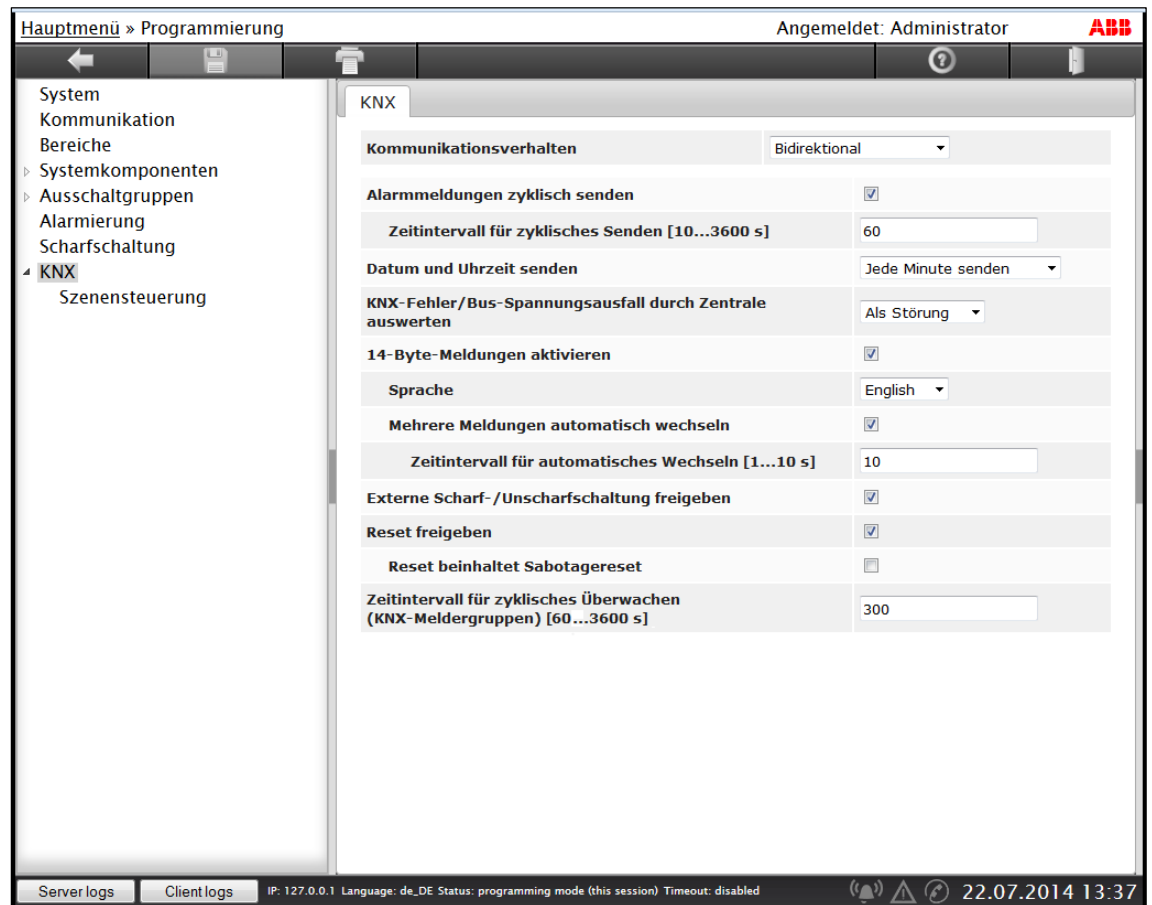 Hauptmenü » Programmierung
Angemeldet: Administrator
ABB
System
Kommunikation
Bereiche
Systemkomponenten
Ausschaltgruppen
Alarmierung
Scharfschaltung
KNX
Szenensteuerung
KNX
Kommunikationsverhalten Bidirektional
Alarmmeldungen zyklisch senden
Zeitintervall für zyklisches Senden [10...3600 s] 60
Datum und Uhrzeit senden Jede Minute senden
KNX-Fehler/Bus-Spannungsausfall durch Zentrale
auswerten Als Störung
14-Byte-Meldungen aktivieren
Sprache English
Mehrere Meldungen automatisch wechseln
Zeitintervall für automatisches Wechseln [1...10 s] 10
Externe Scharf-/Unscharfschaltung freigeben
Reset freigeben
Reset beinhaltet Sabotagereset
Zeitintervall für zyklisches Überwachen
(KNX-Meldergruppen) [60...3600 s] 300
Server logs Client logs IP: 127.0.0.1 Language: de_DE Status: programming mode (this session) Timeout: disabled 22.07.2014 13:37